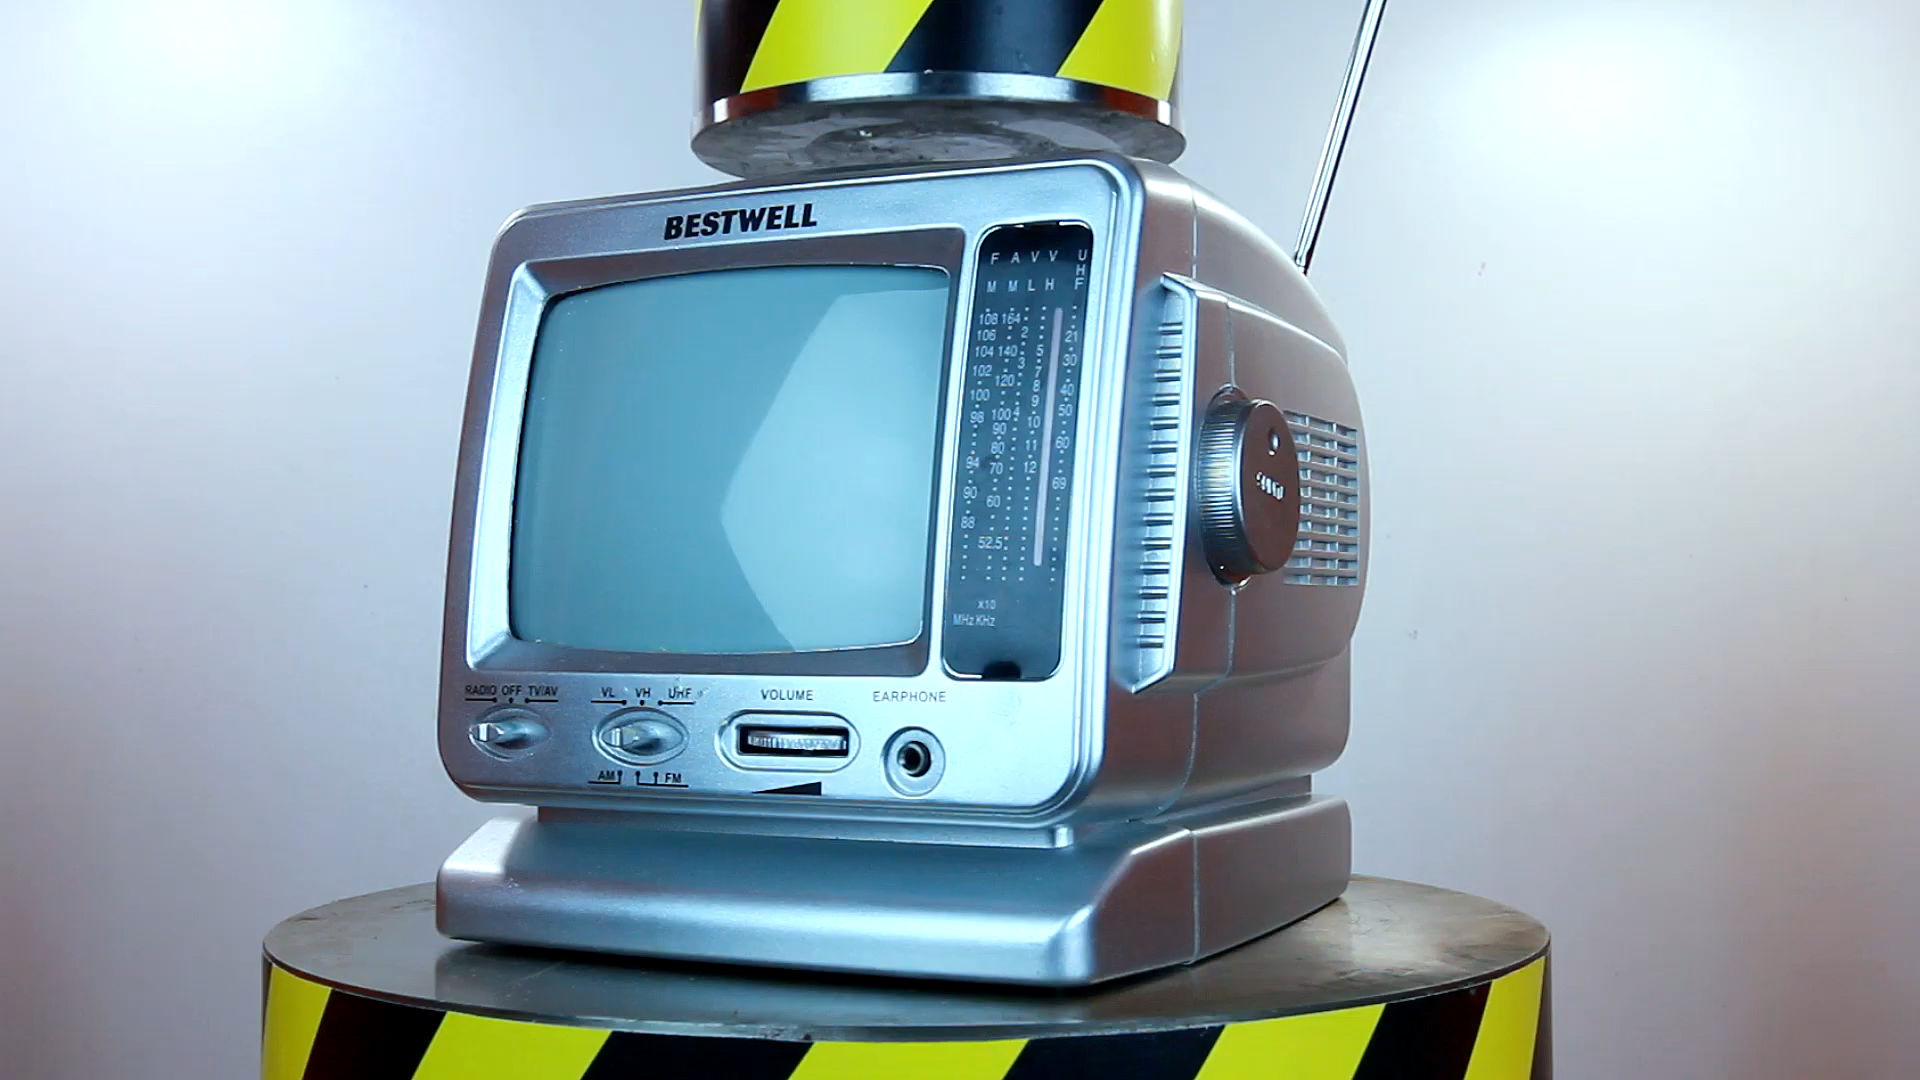 BESTWELL
F A V V U
H
M M L H F
108 164
106 2 21
104 140 5
3 30
102 7
120 8 40
100 9
98 100 4 50
90 10
80 11 60
94 70 12
69
90 60
88
52.5
x10
MHz KHz
RADIO OFF TV/AV
VL VH UHF
VOLUME
EARPHONE
AM FM